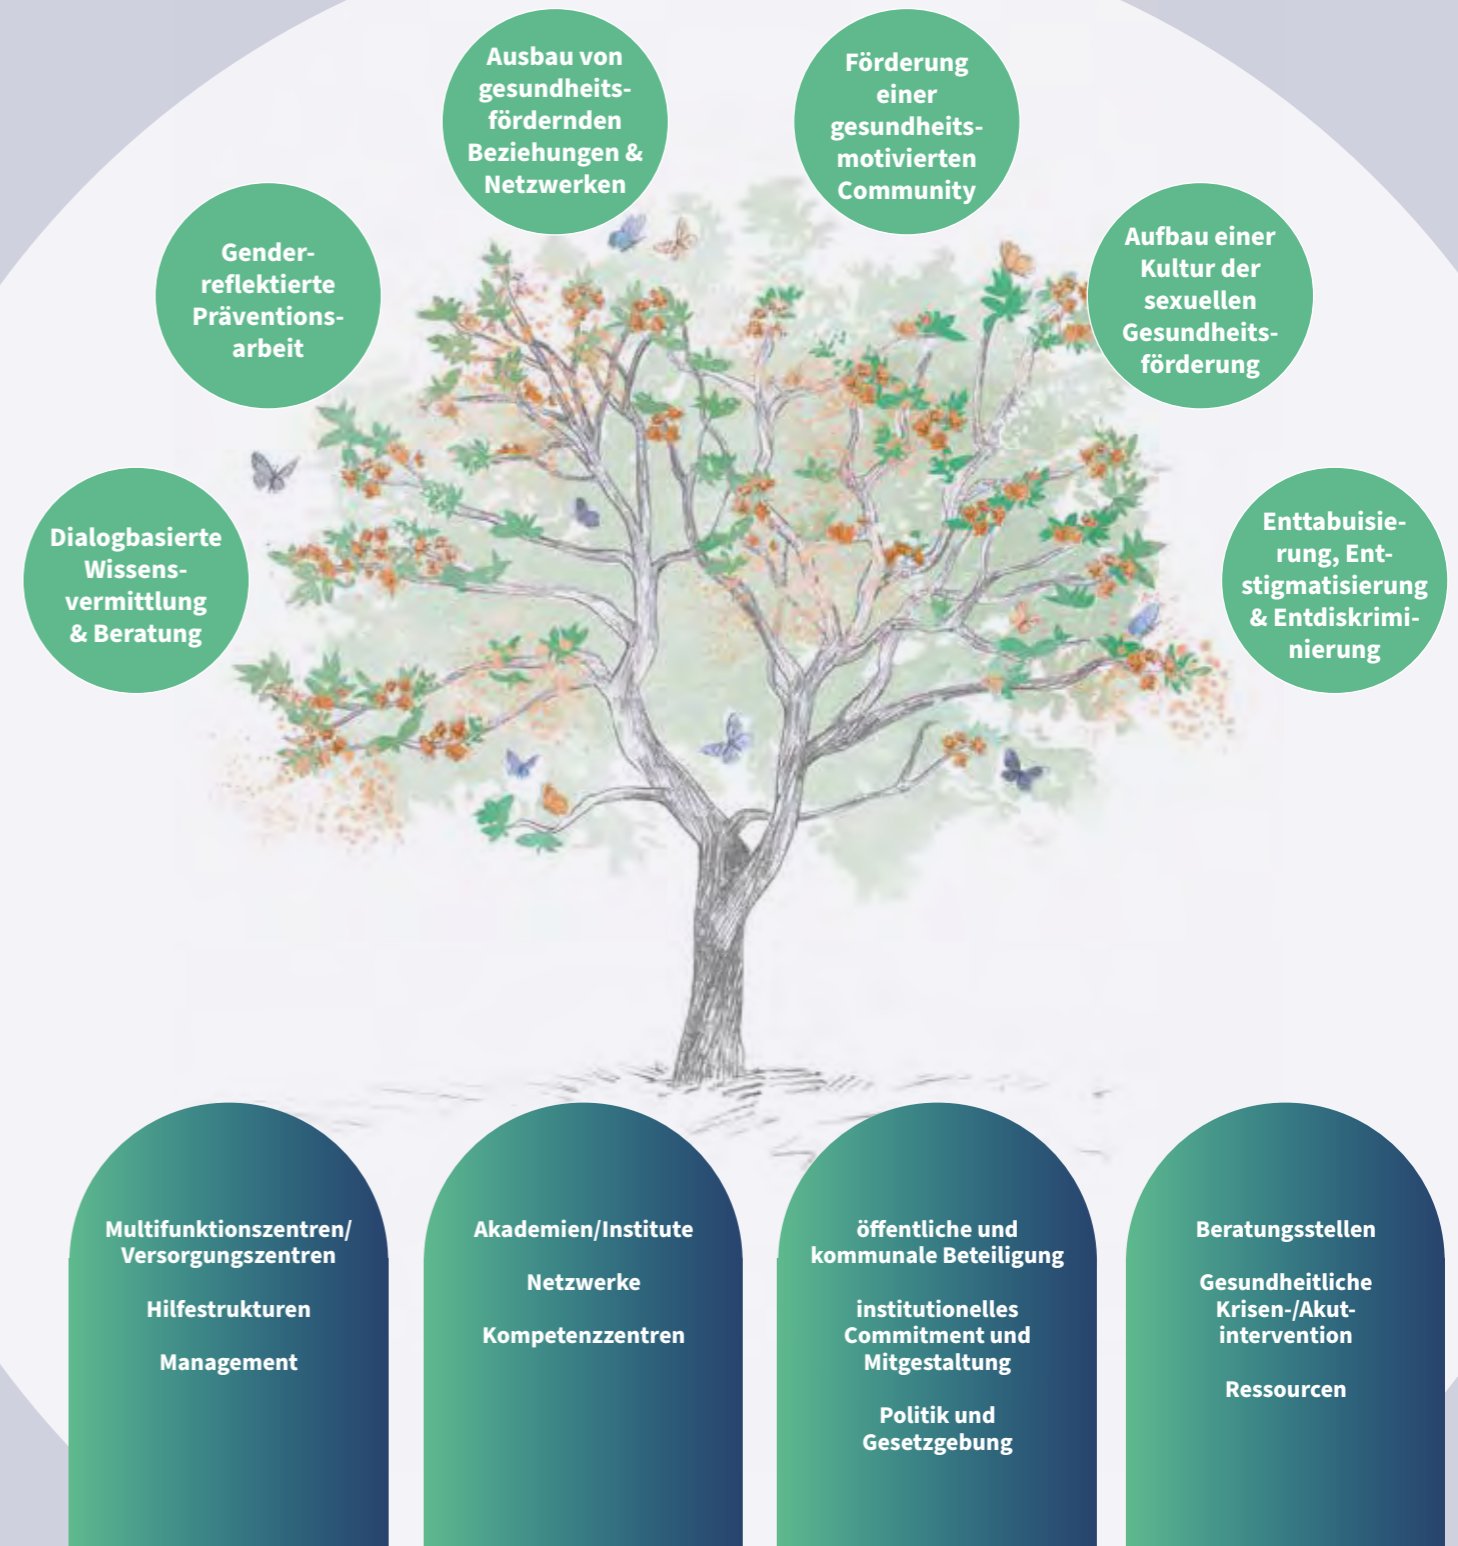 Ausbau von
gesundheits-
fördernden
Beziehungen &
Netzwerken
Förderung
einer
gesundheits-
motivierten
Community
Gender-
reflektierte
Präventions-
arbeit
Aufbau einer
Kultur der
sexuellen
Gesundheits-
förderung
Dialogbasierte
Wissens-
vermittlung
& Beratung
Enttabuisie-
rung, Ent-
stigmatisierung
& Entdiskrimi-
nierung
Multifunktionszentren/
Versorgungszentren
Hilfestrukturen
Management
Akademien/Institute
Netzwerke
Kompetenzzentren
öffentliche und
kommunale Beteiligung
institutionelles
Commitment und
Mitgestaltung
Politik und
Gesetzgebung
Beratungsstellen
Gesundheitliche
Krisen-/Akut-
intervention
Ressourcen